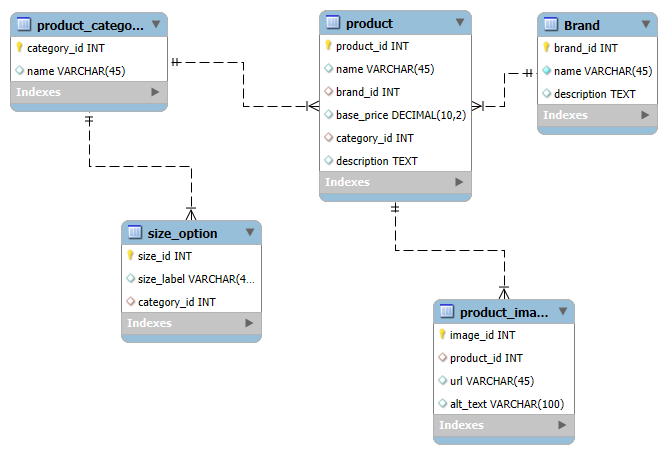 product_catego...
category_id INT
name VARCHAR(45)
Indexes
product
product_id INT
name VARCHAR(45)
brand_id INT
base_price DECIMAL(10,2)
category_id INT
description TEXT
Indexes
Brand
brand_id INT
name VARCHAR(45)
description TEXT
Indexes
size_option
size_id INT
size_label VARCHAR(4...
category_id INT
Indexes
product_ima...
image_id INT
product_id INT
url VARCHAR(45)
alt_text VARCHAR(100)
Indexes